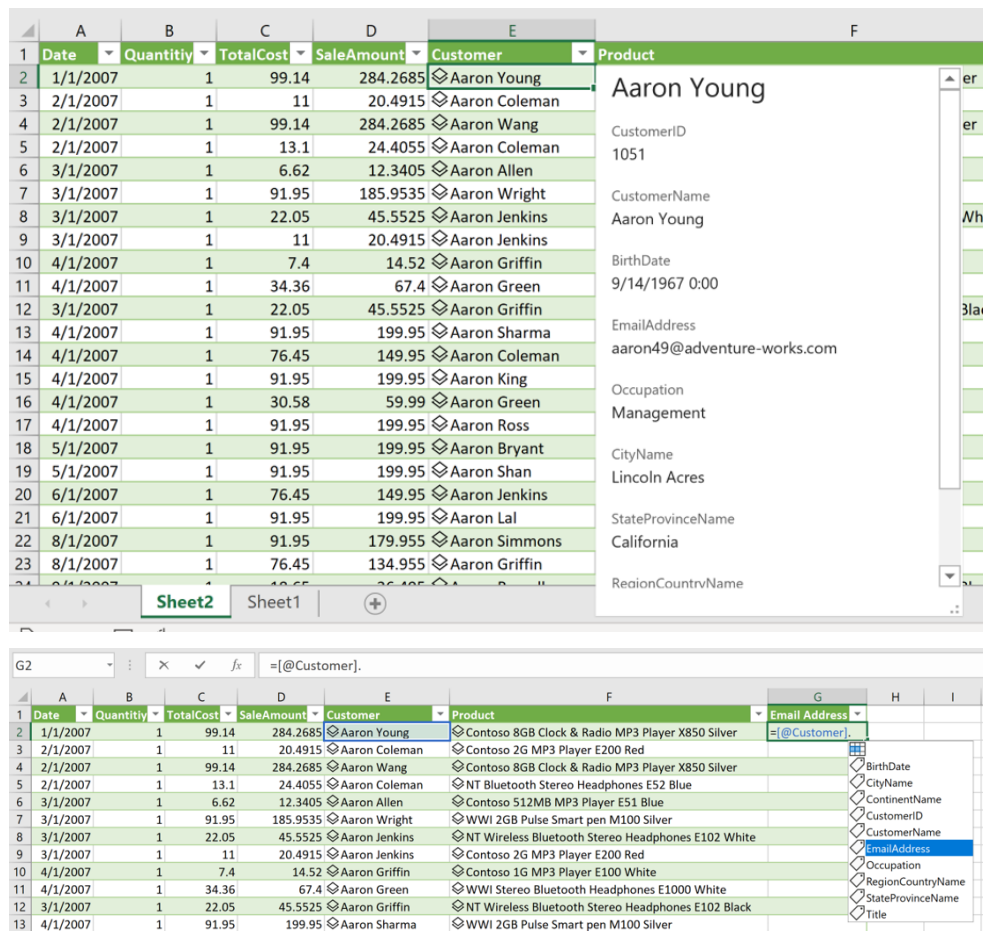 A B C D E F
1 Date Quantitiy TotalCost SaleAmount Customer Product
2 1/1/2007 1 99.14 284.2685 Aaron Young er
3 2/1/2007 1 11 20.4915 Aaron Coleman
4 2/1/2007 1 99.14 284.2685 Aaron Wang er
5 2/1/2007 1 13.1 24.4055 Aaron Coleman
6 3/1/2007 1 6.62 12.3405 Aaron Allen
7 3/1/2007 1 91.95 185.9535 Aaron Wright
8 3/1/2007 1 22.05 45.5525 Aaron Jenkins Wh
9 3/1/2007 1 11 20.4915 Aaron Jenkins
10 4/1/2007 1 7.4 14.52 Aaron Griffin
11 4/1/2007 1 34.36 67.4 Aaron Green
12 3/1/2007 1 22.05 45.5525 Aaron Griffin Blac
13 4/1/2007 1 91.95 199.95 Aaron Sharma
14 4/1/2007 1 76.45 149.95 Aaron Coleman
15 4/1/2007 1 91.95 199.95 Aaron King
16 4/1/2007 1 30.58 59.99 Aaron Green
17 4/1/2007 1 91.95 199.95 Aaron Ross
18 5/1/2007 1 91.95 199.95 Aaron Bryant
19 5/1/2007 1 91.95 199.95 Aaron Shan
20 6/1/2007 1 76.45 149.95 Aaron Jenkins
21 6/1/2007 1 91.95 199.95 Aaron Lal
22 8/1/2007 1 91.95 179.955 Aaron Simmons
23 8/1/2007 1 76.45 134.955 Aaron Griffin
Aaron Young
CustomerID
1051
CustomerName
Aaron Young
BirthDate
9/14/1967 0:00
EmailAddress
aaron49@adventure-works.com
Occupation
Management
CityName
Lincoln Acres
StateProvinceName
California
RegionCountryName
Sheet2 Sheet1
G2 fx =[@Customer].
A B C D E F G H I
1 Date Quantitiy TotalCost SaleAmount Customer Product Email Address
2 1/1/2007 1 99.14 284.2685 Aaron Young Contoso 8GB Clock & Radio MP3 Player X850 Silver =[@Customer].
3 2/1/2007 1 11 20.4915 Aaron Coleman Contoso 2G MP3 Player E200 Red
4 2/1/2007 1 99.14 284.2685 Aaron Wang Contoso 8GB Clock & Radio MP3 Player X850 Silver
5 2/1/2007 1 13.1 24.4055 Aaron Coleman NT Bluetooth Stereo Headphones E52 Blue
6 3/1/2007 1 6.62 12.3405 Aaron Allen Contoso 512MB MP3 Player E51 Blue
7 3/1/2007 1 91.95 185.9535 Aaron Wright WWI 2GB Pulse Smart pen M100 Silver
8 3/1/2007 1 22.05 45.5525 Aaron Jenkins NT Wireless Bluetooth Stereo Headphones E102 White
9 3/1/2007 1 11 20.4915 Aaron Jenkins Contoso 2G MP3 Player E200 Red
10 4/1/2007 1 7.4 14.52 Aaron Griffin Contoso 1G MP3 Player E100 White
11 4/1/2007 1 34.36 67.4 Aaron Green WWI Stereo Bluetooth Headphones E1000 White
12 3/1/2007 1 22.05 45.5525 Aaron Griffin NT Wireless Bluetooth Stereo Headphones E102 Black
13 4/1/2007 1 91.95 199.95 Aaron Sharma WWI 2GB Pulse Smart pen M100 Silver
BirthDate
CityName
ContinentName
CustomerID
CustomerName
EmailAddress
Occupation
RegionCountryName
StateProvinceName
Title